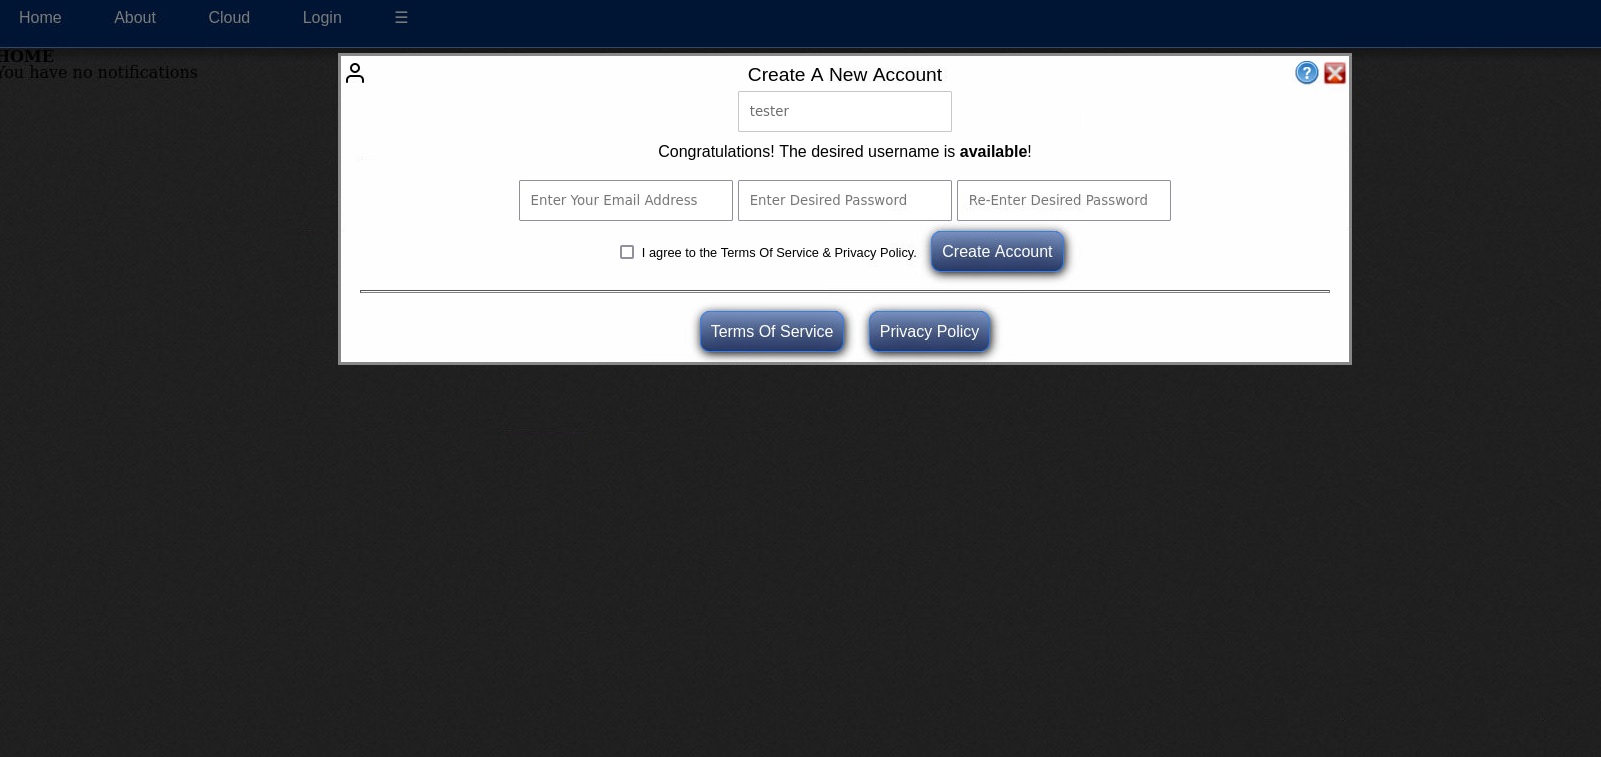 Home About Cloud Login ☰
HOME
You have no notifications
Create A New Account
tester
Congratulations! The desired username is available!
Enter Your Email Address Enter Desired Password Re-Enter Desired Password
I agree to the Terms Of Service & Privacy Policy. Create Account
Terms Of Service Privacy Policy